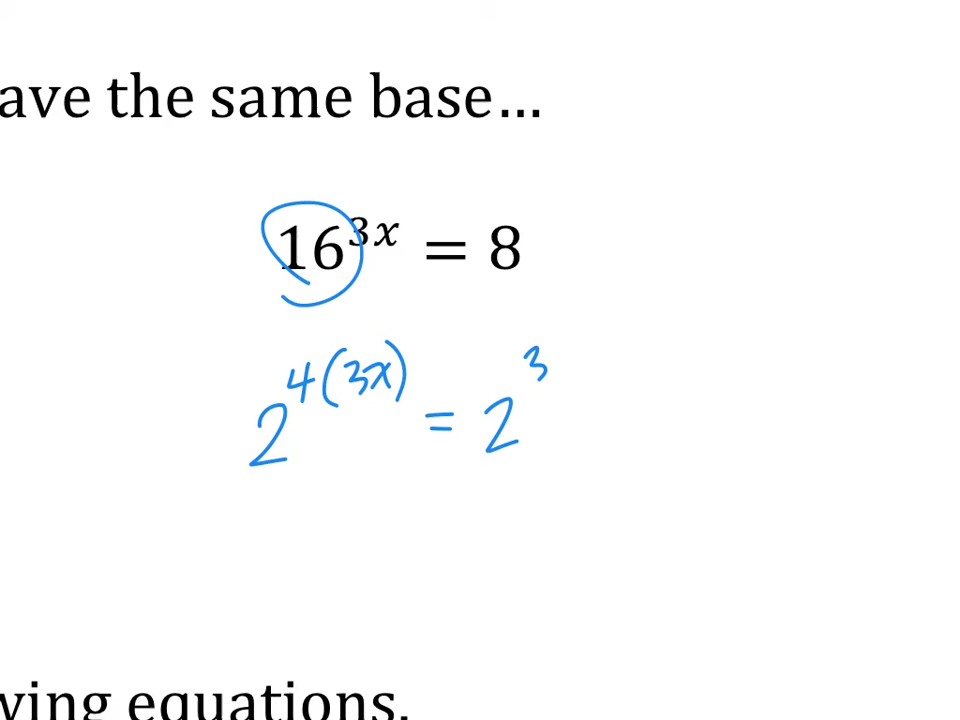 ave the same base…
16^{3x} = 8
2^{4(3x)} = 2^3
ving equations.